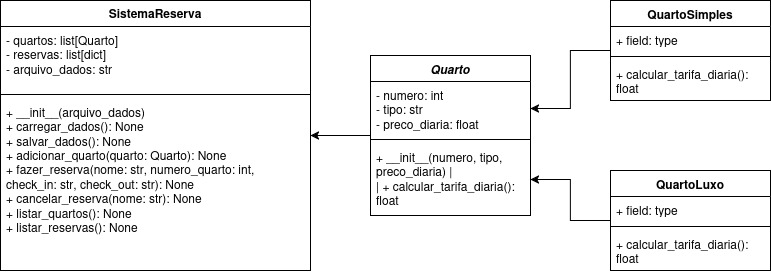 SistemaReserva
- quartos: list[Quarto]
- reservas: list[dict]
- arquivo_dados: str
+ __init__(arquivo_dados)
+ carregar_dados(): None
+ salvar_dados(): None
+ adicionar_quarto(quarto: Quarto): None
+ fazer_reserva(nome: str, numero_quarto: int,
check_in: str, check_out: str): None
+ cancelar_reserva(nome: str): None
+ listar_quartos(): None
+ listar_reservas(): None
Quarto
- numero: int
- tipo: str
- preco_diaria: float
+ __init__(numero, tipo,
preco_diaria) |
| + calcular_tarifa_diaria():
float
QuartoSimples
+ field: type
+ calcular_tarifa_diaria():
float
QuartoLuxo
+ field: type
+ calcular_tarifa_diaria():
float